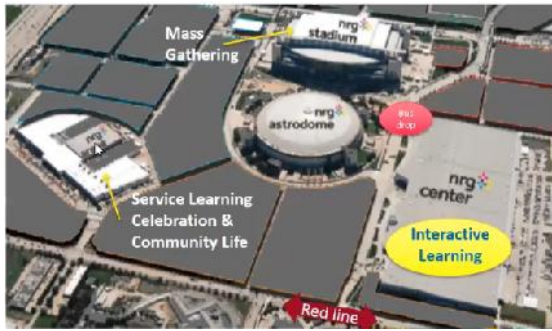 Mass
Gathering
nrg
stadium
nrg
astrodome
Bus
drop
nrg
nrg
center
Service Learning
Celebration &
Community Life
Interactive
Learning
Red line